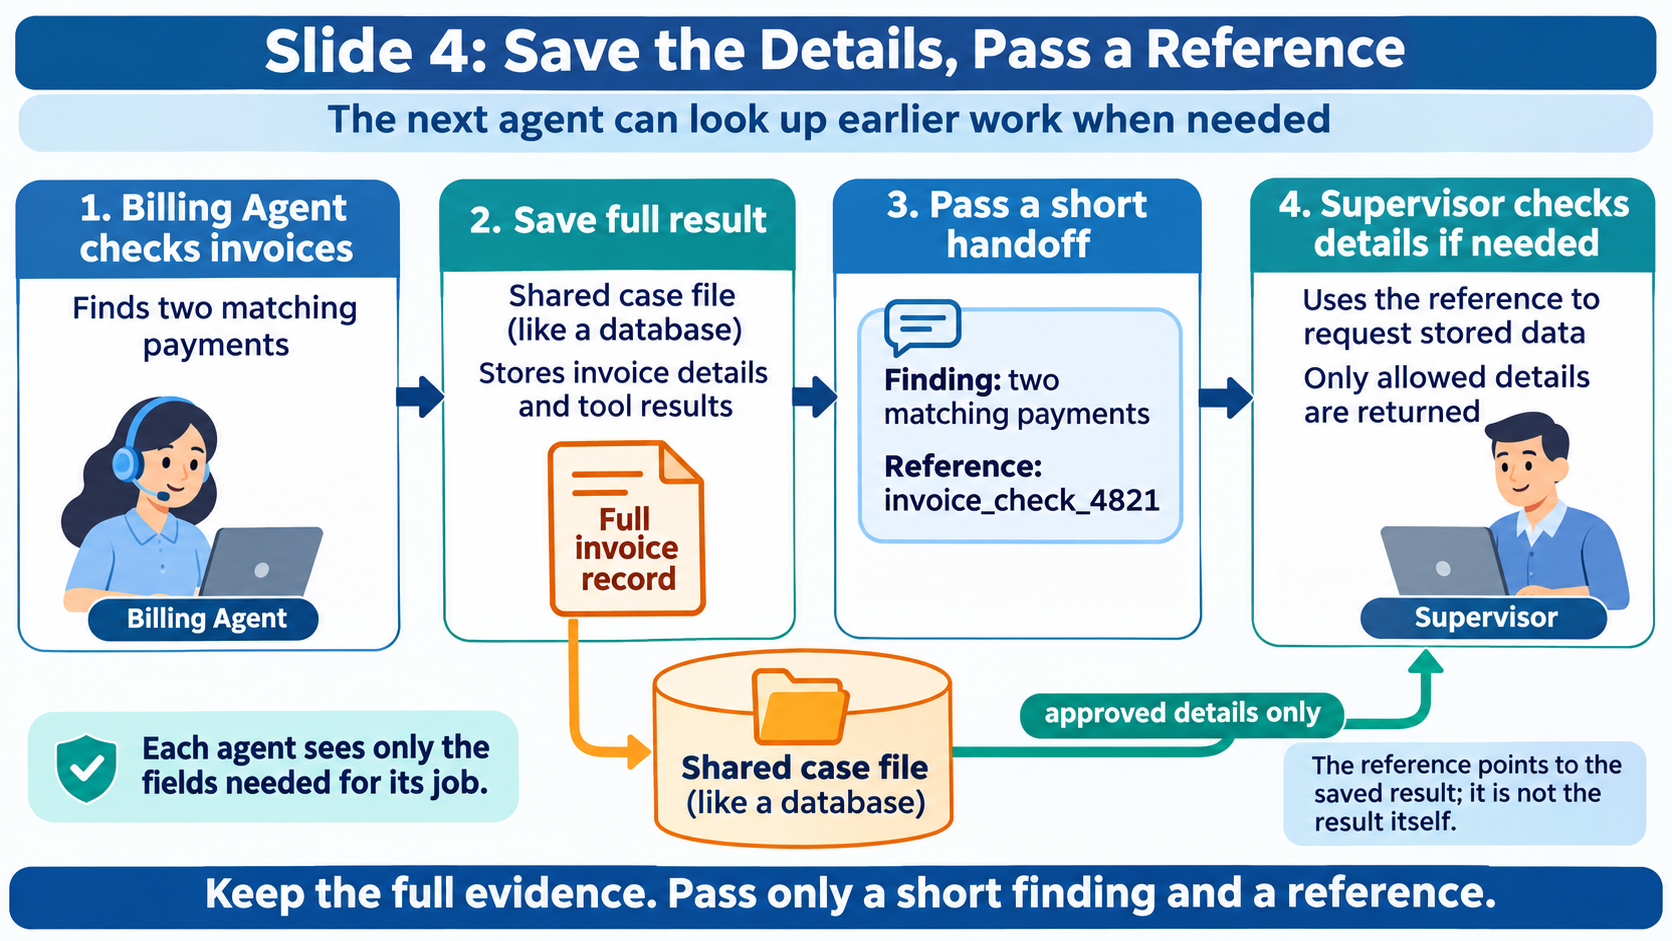 Slide 4: Save the Details, Pass a Reference
The next agent can look up earlier work when needed
1. Billing Agent
checks invoices
Finds two matching
payments
Billing Agent
2. Save full result
Shared case file
(like a database)
Stores invoice details
and tool results
Full
invoice
record
3. Pass a short
handoff
Finding: two
matching payments
Reference:
invoice_check_4821
4. Supervisor checks
details if needed
Uses the reference to
request stored data
Only allowed details
are returned
Supervisor
Each agent sees only the
fields needed for its job.
Shared case file
(like a database)
approved details only
The reference points to the
saved result; it is not the
result itself.
Keep the full evidence. Pass only a short finding and a reference.